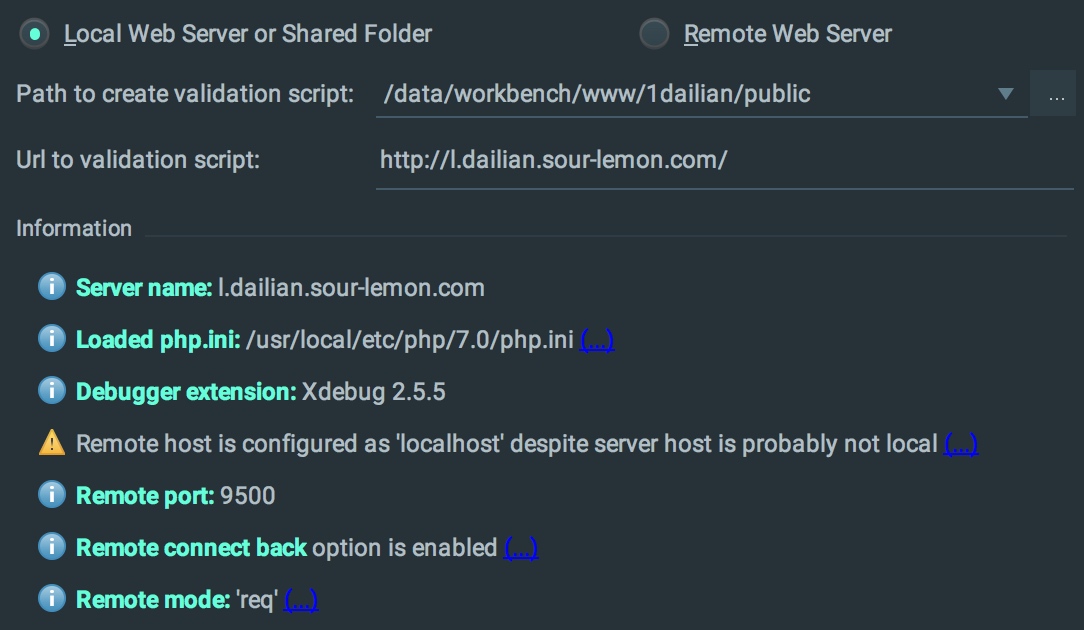 Local Web Server or Shared Folder Remote Web Server
Path to create validation script: /data/workbench/www/1dailian/public ...
Url to validation script: http://l.dailian.sour-lemon.com/
Information
Server name: l.dailian.sour-lemon.com
Loaded php.ini: /usr/local/etc/php/7.0/php.ini (...)
Debugger extension: Xdebug 2.5.5
Remote host is configured as 'localhost' despite server host is probably not local (...)
Remote port: 9500
Remote connect back option is enabled (...)
Remote mode: 'req' (...)